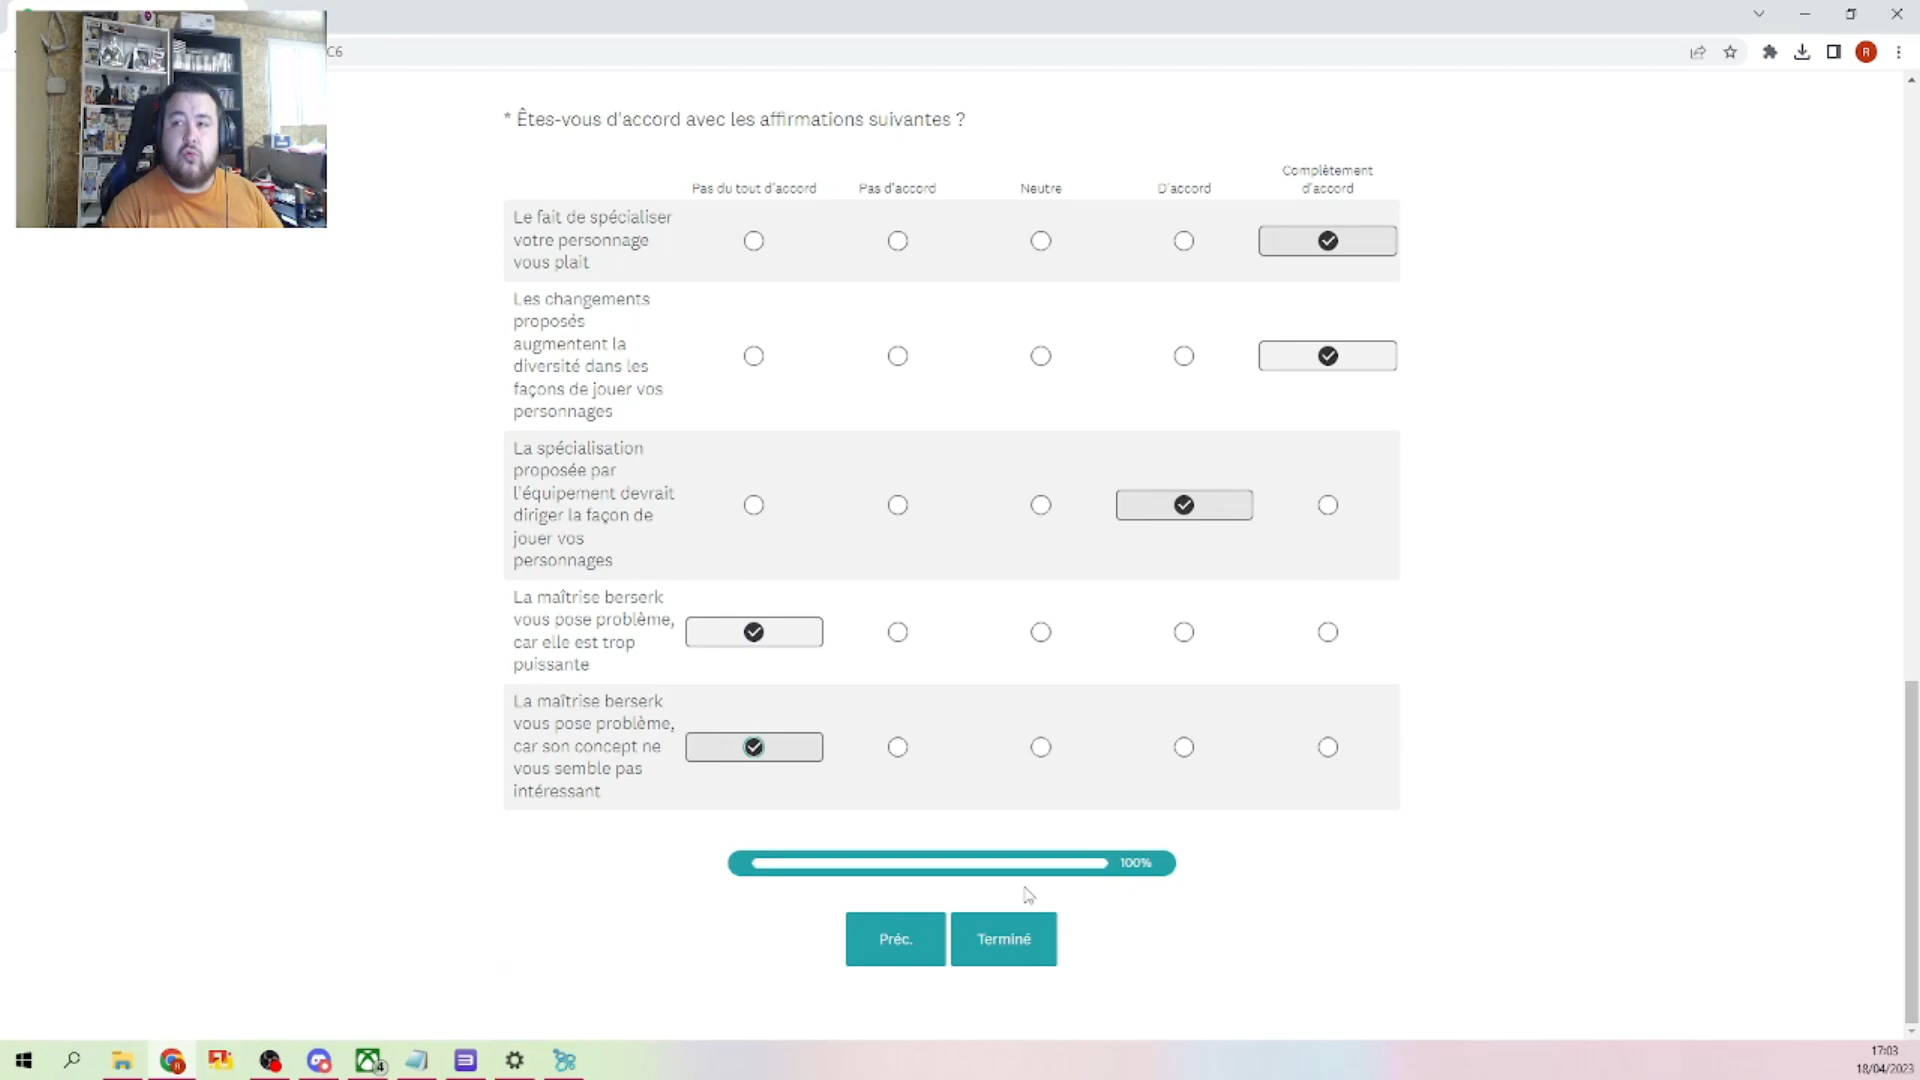 C6
R
* Êtes-vous d'accord avec les affirmations suivantes ?
Pas du tout d'accord
Pas d'accord
Neutre
D'accord
Complètement
d'accord
Le fait de spécialiser
votre personnage
vous plait
Les changements
proposés
augmentent la
diversité dans les
façons de jouer vos
personnages
La spécialisation
proposée par
l'équipement devrait
diriger la façon de
jouer vos
personnages
La maîtrise berserk
vous pose problème,
car elle est trop
puissante
La maîtrise berserk
vous pose problème,
car son concept ne
vous semble pas
intéressant
100%
Préc.
Terminé
4
17:03
18/04/2023